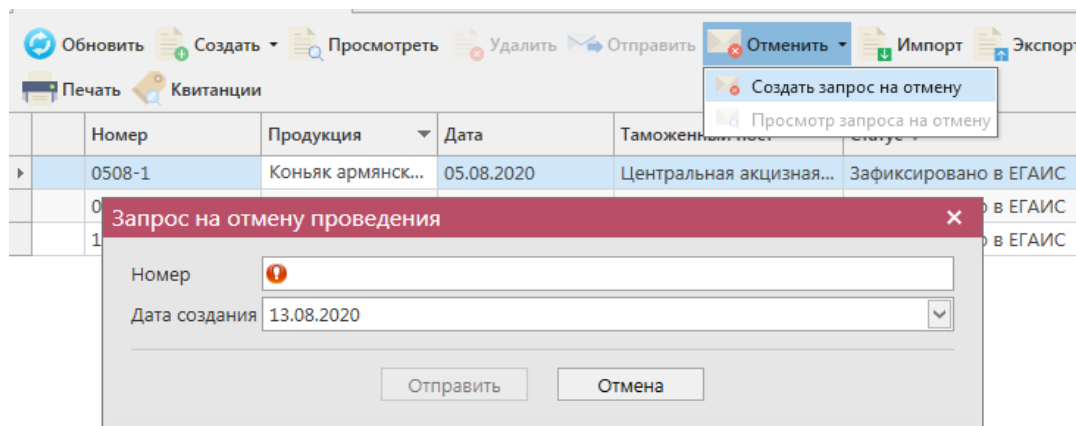 Обновить Создать Просмотреть Удалить Отправить Отменить Импорт Экспорт
Печать Квитанции
Создать запрос на отмену
Просмотр запроса на отмену
Номер Продукция Дата Таможенный
0508-1 Коньяк армянск... 05.08.2020 Центральная акцизная... Зафиксировано в ЕГАИС
0 в ЕГАИС
1 в ЕГАИС
Запрос на отмену проведения
Номер
Дата создания 13.08.2020
Отправить Отмена